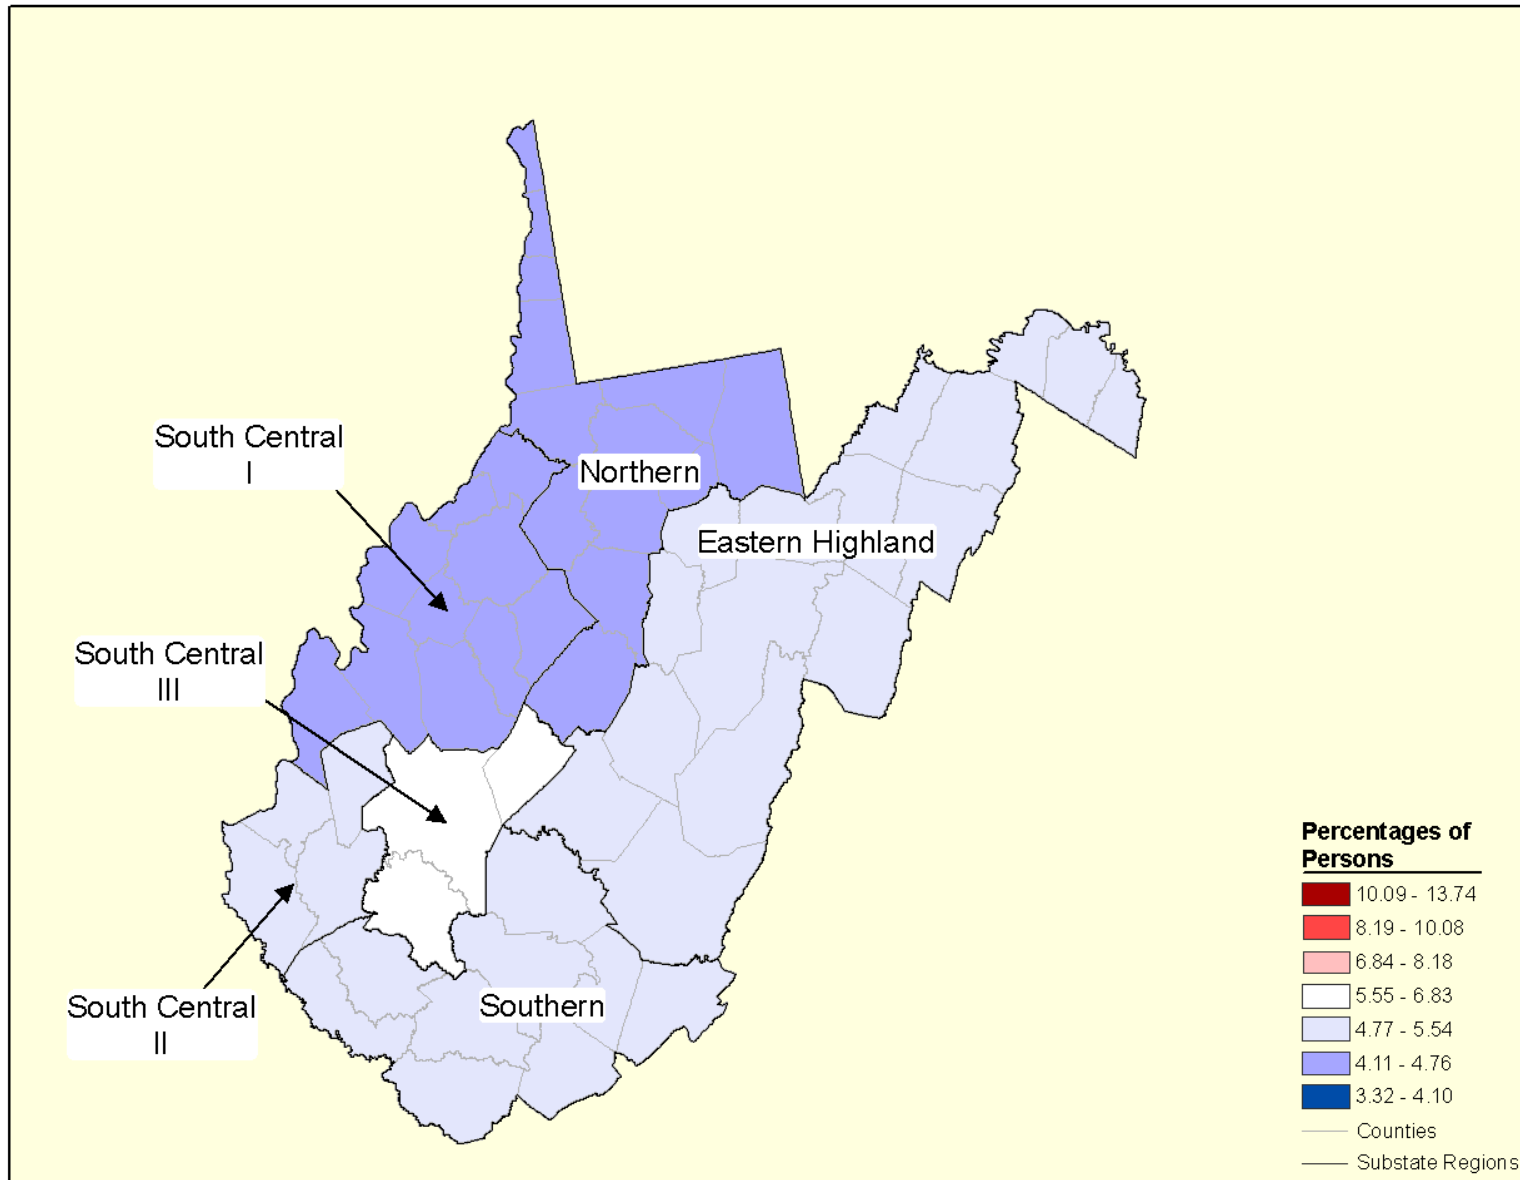 South Central
I
Northern
Eastern Highland
South Central
III
South Central
II
Southern
Percentages of
Persons
10.09 - 13.74
8.19 - 10.08
6.84 - 8.18
5.55 - 6.83
4.77 - 5.54
4.11 - 4.76
3.32 - 4.10
Counties
Substate Regions